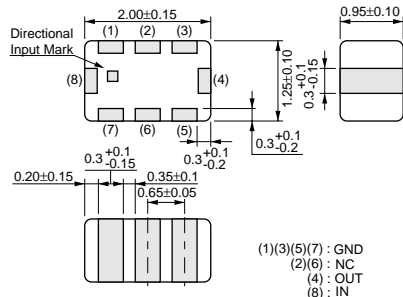 2.00±0.15
0.95±0.10
Directional
Input Mark
(1) (2) (3)
(8)
(4)
(7) (6) (5)
1.25±0.10
0.3 +0.1 -0.15
0.3 +0.1 -0.15
0.3 +0.1 -0.2
0.3 +0.1 -0.2
0.20±0.15
0.35±0.1
0.65±0.05
(1)(3)(5)(7) : GND
(2)(6) : NC
(4) : OUT
(8) : IN